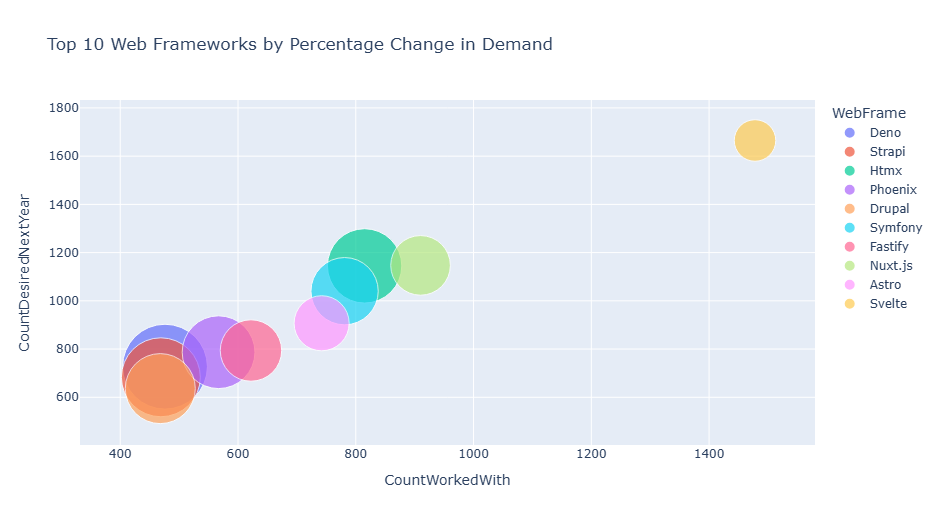 Top 10 Web Frameworks by Percentage Change in Demand
1800
1600
1400
1200
1000
800
600
CountDesiredNextYear
400
600
800
1000
1200
1400
CountWorkedWith
WebFrame
Deno
Strapi
Htmx
Phoenix
Drupal
Symfony
Fastify
Nuxt.js
Astro
Svelte